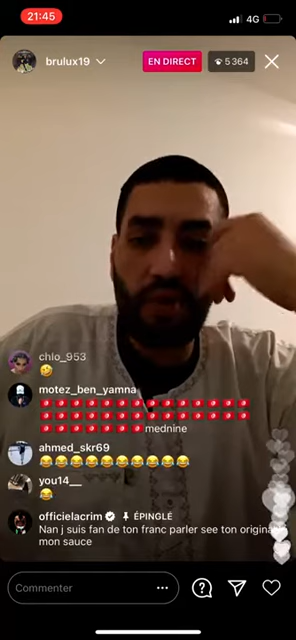 21:45
4G
brulux19
EN DIRECT
5 364
chlo_953
🤣
motez_ben_yamna
🇹🇳🇹🇳🇹🇳🇹🇳🇹🇳🇹🇳🇹🇳🇹🇳🇹🇳🇹🇳🇹🇳🇹🇳🇹🇳🇹🇳
🇹🇳🇹🇳🇹🇳🇹🇳🇹🇳🇹🇳🇹🇳🇹🇳🇹🇳🇹🇳🇹🇳🇹🇳🇹🇳🇹🇳
🇹🇳🇹🇳🇹🇳🇹🇳🇹🇳🇹🇳🇹🇳mednine
ahmed_skr69
😂😂😂😂😂😂😂😂😂😂
you14__
😂
officielacrim ÉPINGLÉ
Nan j suis fan de ton franc parler see ton
mon sauce
Commenter